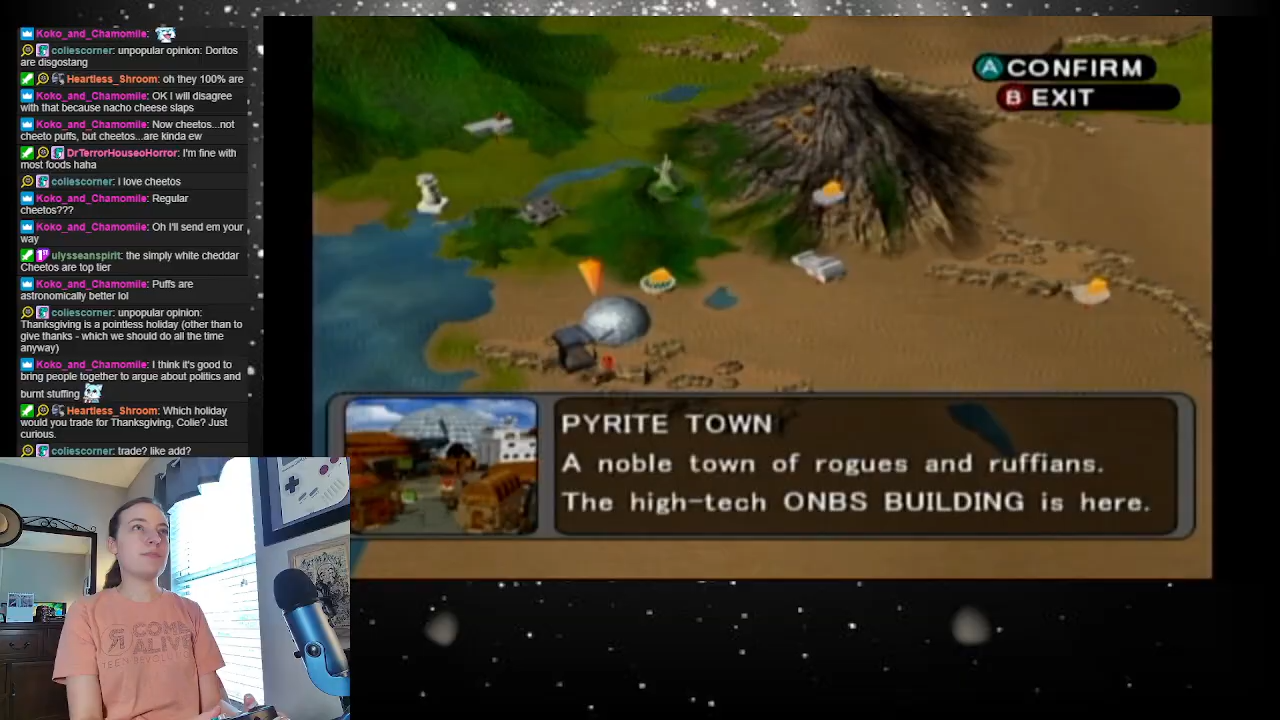 Koko_and_Chamomile:
coliescorner: unpopular opinion: Doritos
are disgostang
Heartless_Shroom: oh they 100% are
Koko_and_Chamomile: OK I will disagree
with that because nacho cheese slaps
Koko_and_Chamomile: Now cheetos...not
cheeto puffs, but cheetos...are kinda ew
DrTerrorHouseoHorror: I'm fine with
most foods haha
coliescorner: i love cheetos
Koko_and_Chamomile: Regular
cheetos???
Koko_and_Chamomile: Oh I'll send em your
way
ulysseanspirit: the simply white cheddar
Cheetos are top tier
Koko_and_Chamomile: Puffs are
astronomically better lol
coliescorner: unpopular opinion:
Thanksgiving is a pointless holiday (other than to
give thanks - which we should do all the time
anyway)
Koko_and_Chamomile: I think it's good to
bring people together to argue about politics and
burnt stuffing
Heartless_Shroom: Which holiday
would you trade for Thanksgiving, Colie? Just
curious.
coliescorner: trade? like add?
A CONFIRM
B EXIT
PYRITE TOWN
A noble town of rogues and ruffians.
The high-tech ONBS BUILDING is here.
COME
ALIVE